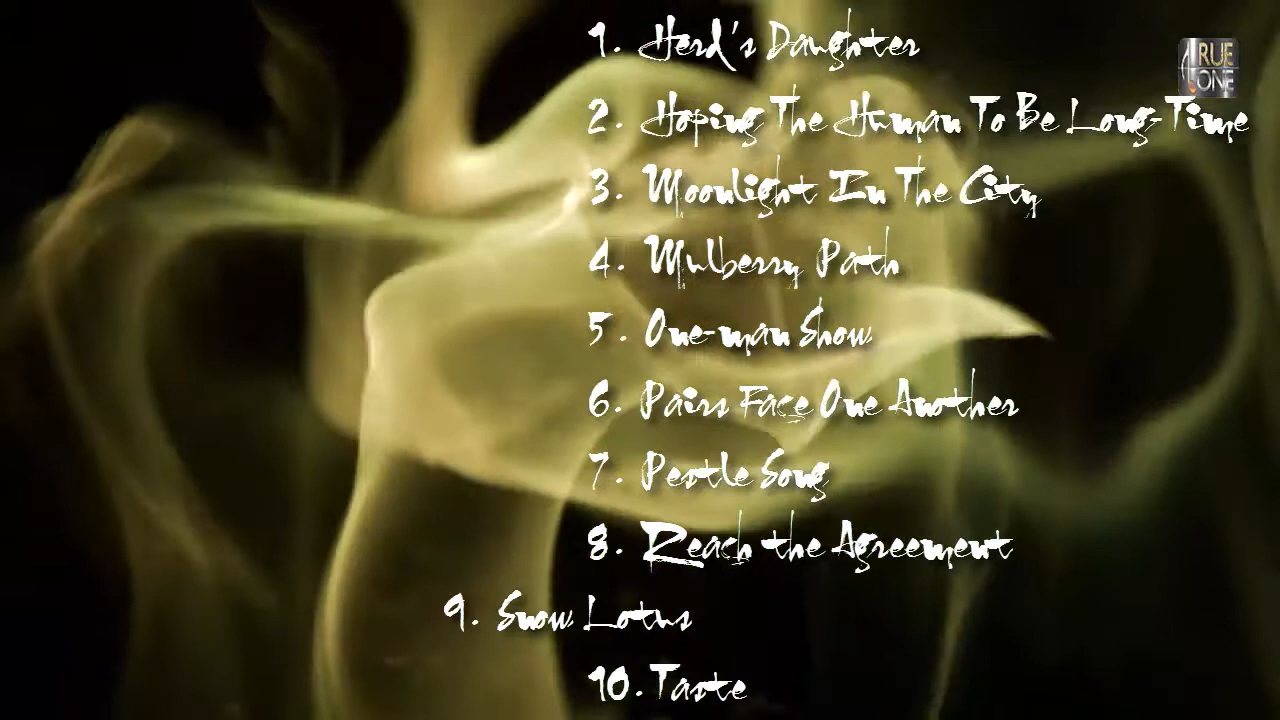 1. Herd's Daughter
TRUE TONE
2. Hoping The Human To Be Long-Time
3. Moonlight In The City
4. Mulberry Path
5. One-man Show
6. Pairs Face One Another
7. Pestle Song
8. Reach the Agreement
9. Snow Lotus
10. Taste